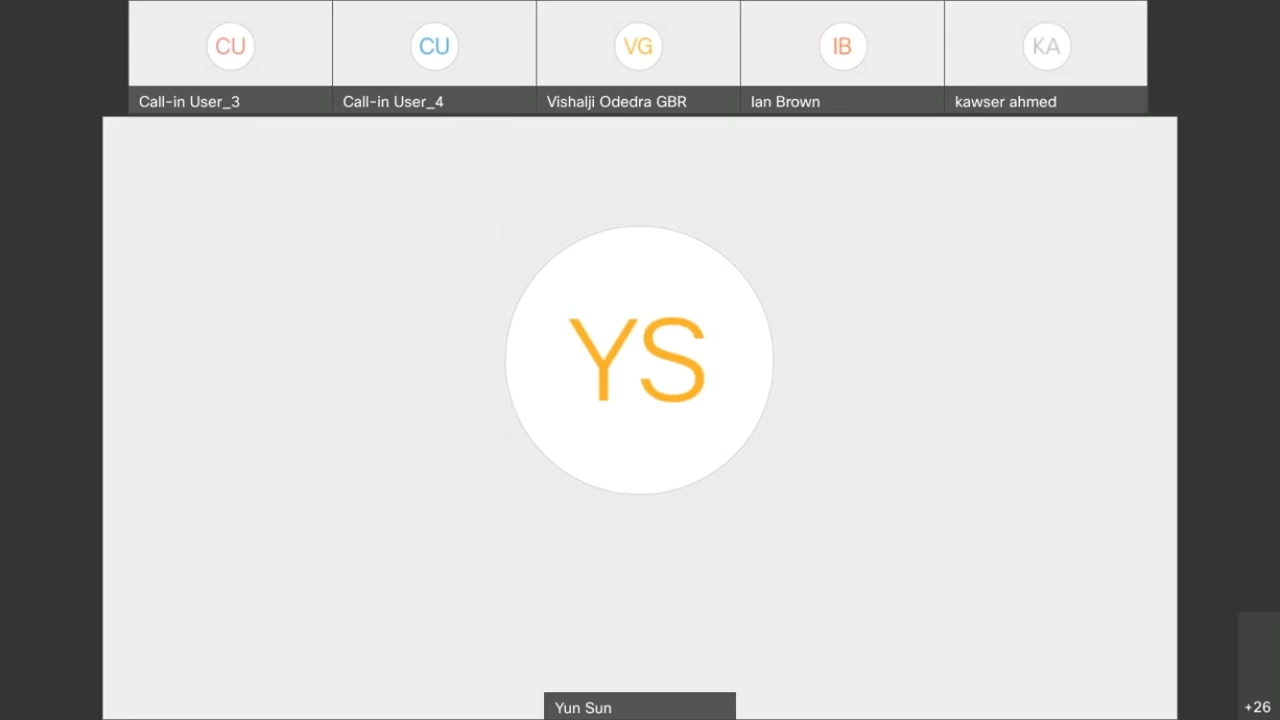 CU
CU
VG
IB
KA
Call-in User_3
Call-in User_4
Vishalji Odedra GBR
Ian Brown
kawser ahmed
YS
Yun Sun
+26